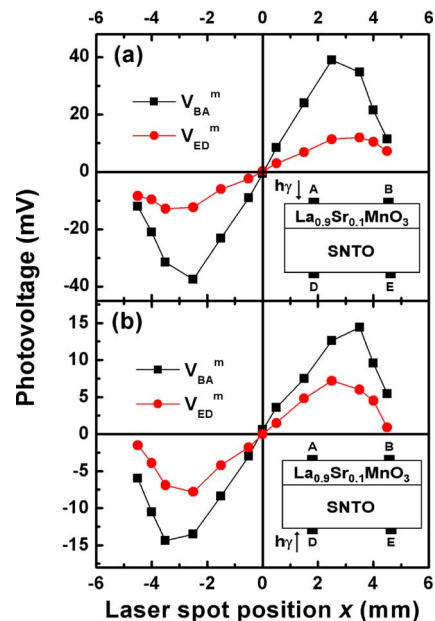 -6 -4 -2 0 2 4 6
(a)
V_BA^m
V_ED^m
40
20
0
-20
-40
hγ
A B
La0.9Sr0.1MnO3
SNTO
D E
Photovoltage (mV)
(b)
V_BA^m
V_ED^m
15
10
5
0
-5
-10
-15
A B
La0.9Sr0.1MnO3
SNTO
hγ
D E
-6 -4 -2 0 2 4 6
Laser spot position x (mm)